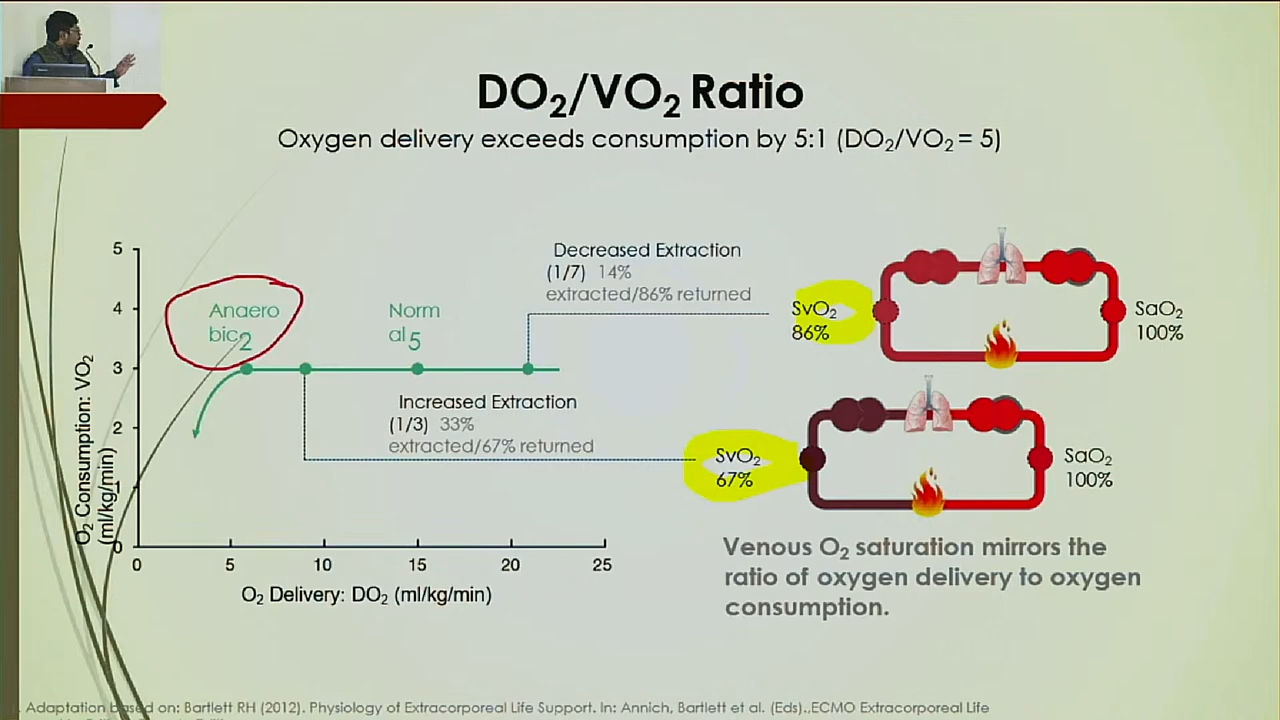 DO₂/VO₂ Ratio
Oxygen delivery exceeds consumption by 5:1 (DO₂/VO₂ = 5)
5
4
3
2
1
0
O₂ Consumption: VO₂
(ml/kg/min)
Anaero
bic2
Norm
al5
Decreased Extraction
(1/7) 14%
extracted/86% returned
Increased Extraction
(1/3) 33%
extracted/67% returned
0 5 10 15 20 25
O₂ Delivery: DO₂ (ml/kg/min)
SvO₂
86%
SaO₂
100%
SvO₂
67%
SaO₂
100%
Venous O₂ saturation mirrors the
ratio of oxygen delivery to oxygen
consumption.
Adaptation based on: Bartlett RH (2012). Physiology of Extracorporeal Life Support. In: Annich, Bartlett et al. (Eds).,ECMO Extracorporeal Life